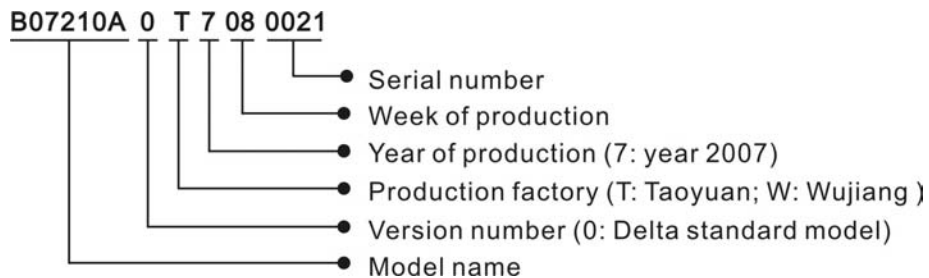 B07210A 0 T 7 08 0021
Serial number
Week of production
Year of production (7: year 2007)
Production factory (T: Taoyuan; W: Wujiang )
Version number (0: Delta standard model)
Model name